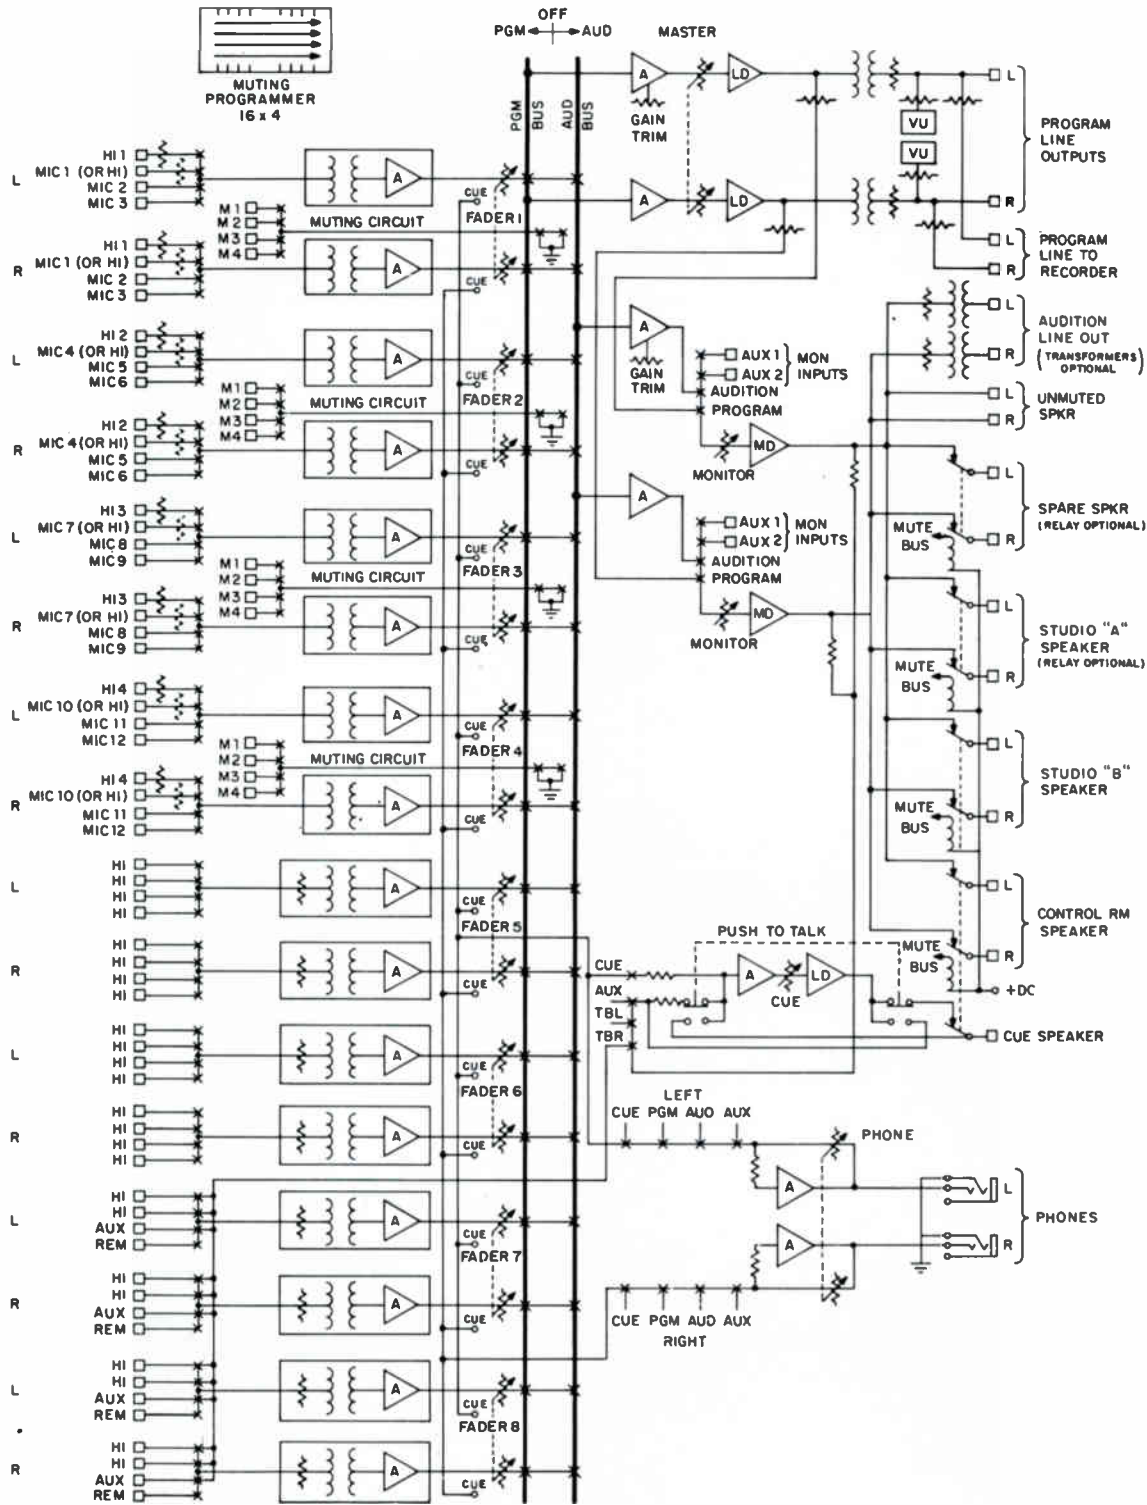 OFF
PGM AUD
MASTER
MUTING
PROGRAMMER
16 x 4
PGM BUS
AUD BUS
A
LD
GAIN
TRIM
VU
VU
L
R
PROGRAM
LINE
OUTPUTS
A
LD
L
R
PROGRAM
LINE TO
RECORDER
L
HI 1
MIC 1 (OR HI)
MIC 2
MIC 3
A
CUE
FADER 1
M1
M2
M3
M4
MUTING CIRCUIT
R
HI 1
MIC 1 (OR HI)
MIC 2
MIC 3
A
CUE
L
HI 2
MIC 4 (OR HI)
MIC 5
MIC 6
A
CUE
FADER 2
M1
M2
M3
M4
MUTING CIRCUIT
R
HI 2
MIC 4 (OR HI)
MIC 5
MIC 6
A
CUE
L
HI 3
MIC 7 (OR HI)
MIC 8
MIC 9
A
CUE
FADER 3
M1
M2
M3
M4
MUTING CIRCUIT
R
HI 3
MIC 7 (OR HI)
MIC 8
MIC 9
A
CUE
L
HI 4
MIC 10 (OR HI)
MIC 11
MIC 12
A
CUE
FADER 4
M1
M2
M3
M4
MUTING CIRCUIT
R
HI 4
MIC 10 (OR HI)
MIC 11
MIC 12
A
CUE
L
HI
HI
HI
HI
A
CUE
FADER 5
R
HI
HI
HI
HI
A
CUE
L
HI
HI
HI
HI
A
CUE
FADER 6
R
HI
HI
HI
HI
A
CUE
L
HI
HI
AUX
REM
A
CUE
FADER 7
R
HI
HI
AUX
REM
A
CUE
L
HI
HI
AUX
REM
A
CUE
FADER 8
R
HI
HI
AUX
REM
A
CUE
A
GAIN
TRIM
AUX 1
AUX 2
MON
INPUTS
AUDITION
PROGRAM
MONITOR
MD
A
AUX 1
AUX 2
MON
INPUTS
AUDITION
PROGRAM
MONITOR
MD
L
R
AUDITION
LINE OUT
(TRANSFORMERS
OPTIONAL)
L
R
UNMUTED
SPKR
L
R
SPARE SPKR
(RELAY OPTIONAL)
MUTE
BUS
L
R
STUDIO "A"
SPEAKER
(RELAY OPTIONAL)
MUTE
BUS
L
R
STUDIO "B"
SPEAKER
MUTE
BUS
L
R
CONTROL RM
SPEAKER
MUTE
BUS
+DC
CUE SPEAKER
PUSH TO TALK
CUE
AUX
TBL
TBR
A
CUE
LD
LEFT
CUE PGM AUO AUX
PHONE
A
A
L
R
PHONES
CUE PGM AUD AUX
RIGHT